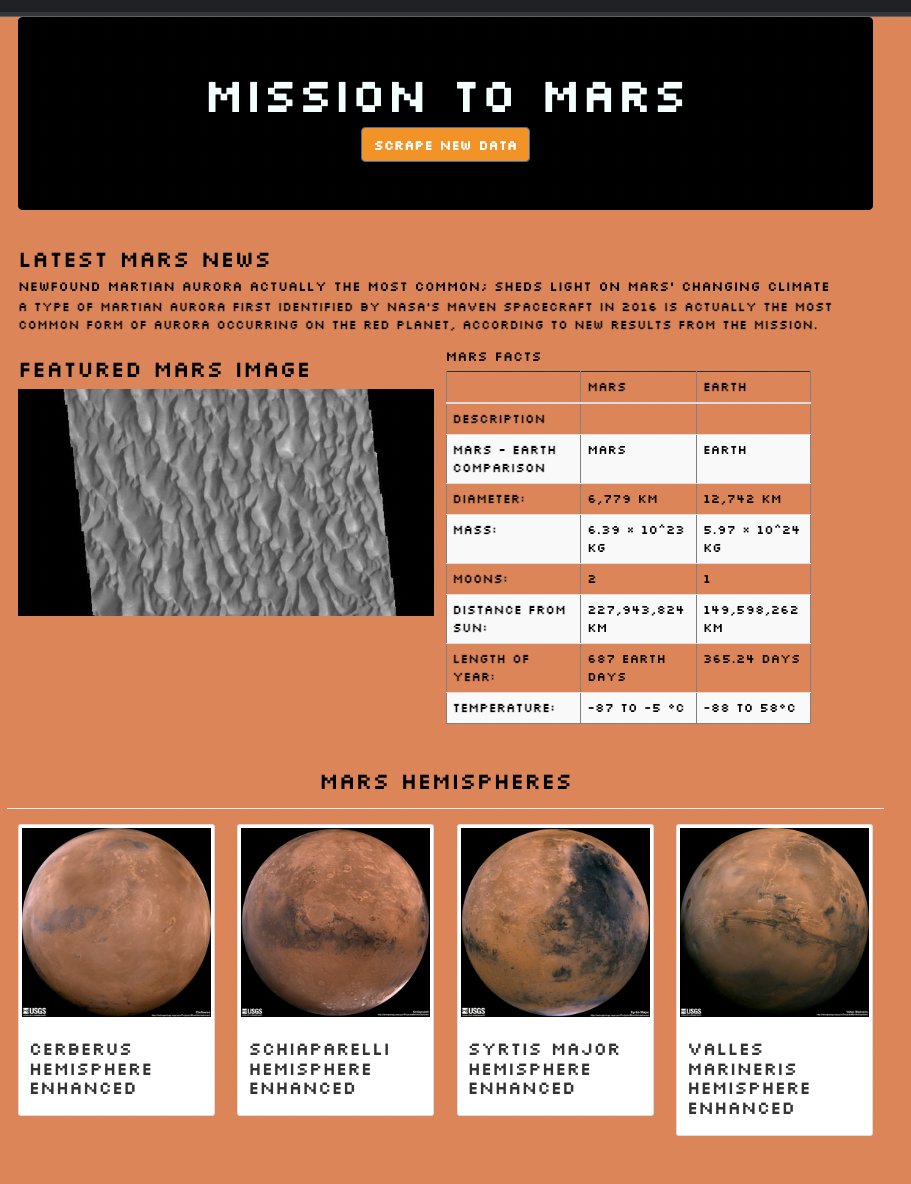 MISSION TO MARS
SCRAPE NEW DATA
LATEST MARS NEWS
NEWFOUND MARTIAN AURORA ACTUALLY THE MOST COMMON; SHEDS LIGHT ON MARS' CHANGING CLIMATE
A TYPE OF MARTIAN AURORA FIRST IDENTIFIED BY NASA'S MAVEN SPACECRAFT IN 2016 IS ACTUALLY THE MOST
COMMON FORM OF AURORA OCCURRING ON THE RED PLANET, ACCORDING TO NEW RESULTS FROM THE MISSION.
FEATURED MARS IMAGE
MARS FACTS
MARS EARTH
DESCRIPTION
MARS - EARTH MARS EARTH
COMPARISON
DIAMETER: 6,779 KM 12,742 KM
MASS: 6.39 × 10^23 5.97 × 10^24
KG KG
MOONS: 2 1
DISTANCE FROM 227,943,824 149,598,262
SUN: KM KM
LENGTH OF 687 EARTH 365.24 DAYS
YEAR: DAYS
TEMPERATURE: -87 TO -5 °C -88 TO 58°C
MARS HEMISPHERES
USGS USGS USGS USGS
CERBERUS
HEMISPHERE
ENHANCED
SCHIAPARELLI
HEMISPHERE
ENHANCED
SYRTIS MAJOR
HEMISPHERE
ENHANCED
VALLES
MARINERIS
HEMISPHERE
ENHANCED